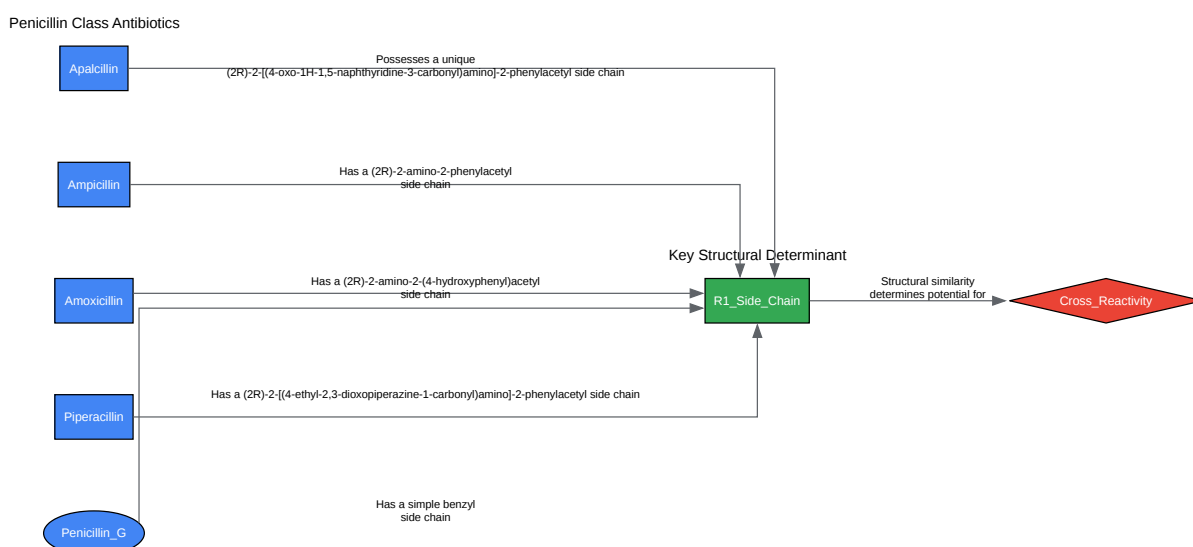 Penicillin Class Antibiotics
Apalcillin
Possesses a unique
(2R)-2-[(4-oxo-1H-1,5-naphthyridine-3-carbonyl)amino]-2-phenylacetyl side chain
Ampicillin
Has a (2R)-2-amino-2-phenylacetyl
side chain
Key Structural Determinant
Amoxicillin
Has a (2R)-2-amino-2-(4-hydroxyphenyl)acetyl
side chain
R1_Side_Chain
Structural similarity
determines potential for
Cross_Reactivity
Piperacillin
Has a (2R)-2-[(4-ethyl-2,3-dioxopiperazine-1-carbonyl)amino]-2-phenylacetyl side chain
Has a simple benzyl
side chain
Penicillin_G